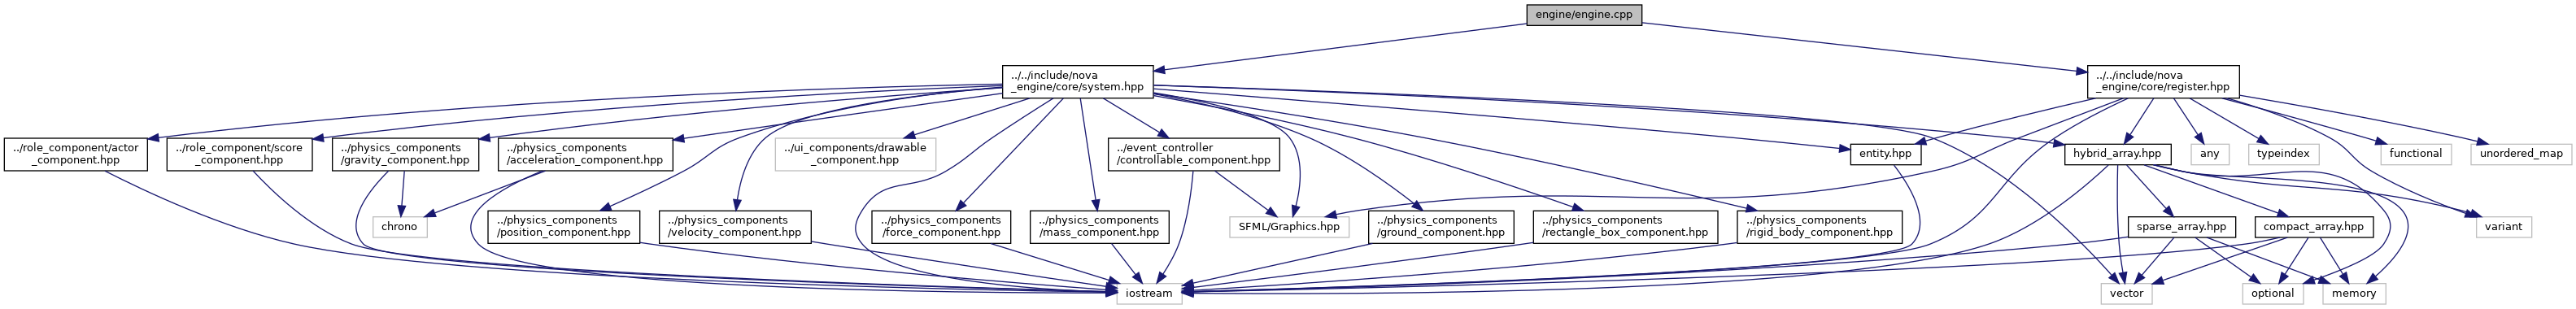 engine/engine.cpp
../../include/nova
_engine/core/system.hpp
../../include/nova
_engine/core/register.hpp
../role_component/actor
_component.hpp
../role_component/score
_component.hpp
../physics_components
/gravity_component.hpp
../physics_components
/acceleration_component.hpp
../ui_components/drawable
_component.hpp
../event_controller
/controllable_component.hpp
entity.hpp
hybrid_array.hpp
any
typeindex
functional
unordered_map
chrono
../physics_components
/position_component.hpp
../physics_components
/velocity_component.hpp
../physics_components
/force_component.hpp
../physics_components
/mass_component.hpp
SFML/Graphics.hpp
../physics_components
/ground_component.hpp
../physics_components
/rectangle_box_component.hpp
../physics_components
/rigid_body_component.hpp
sparse_array.hpp
compact_array.hpp
variant
iostream
vector
optional
memory